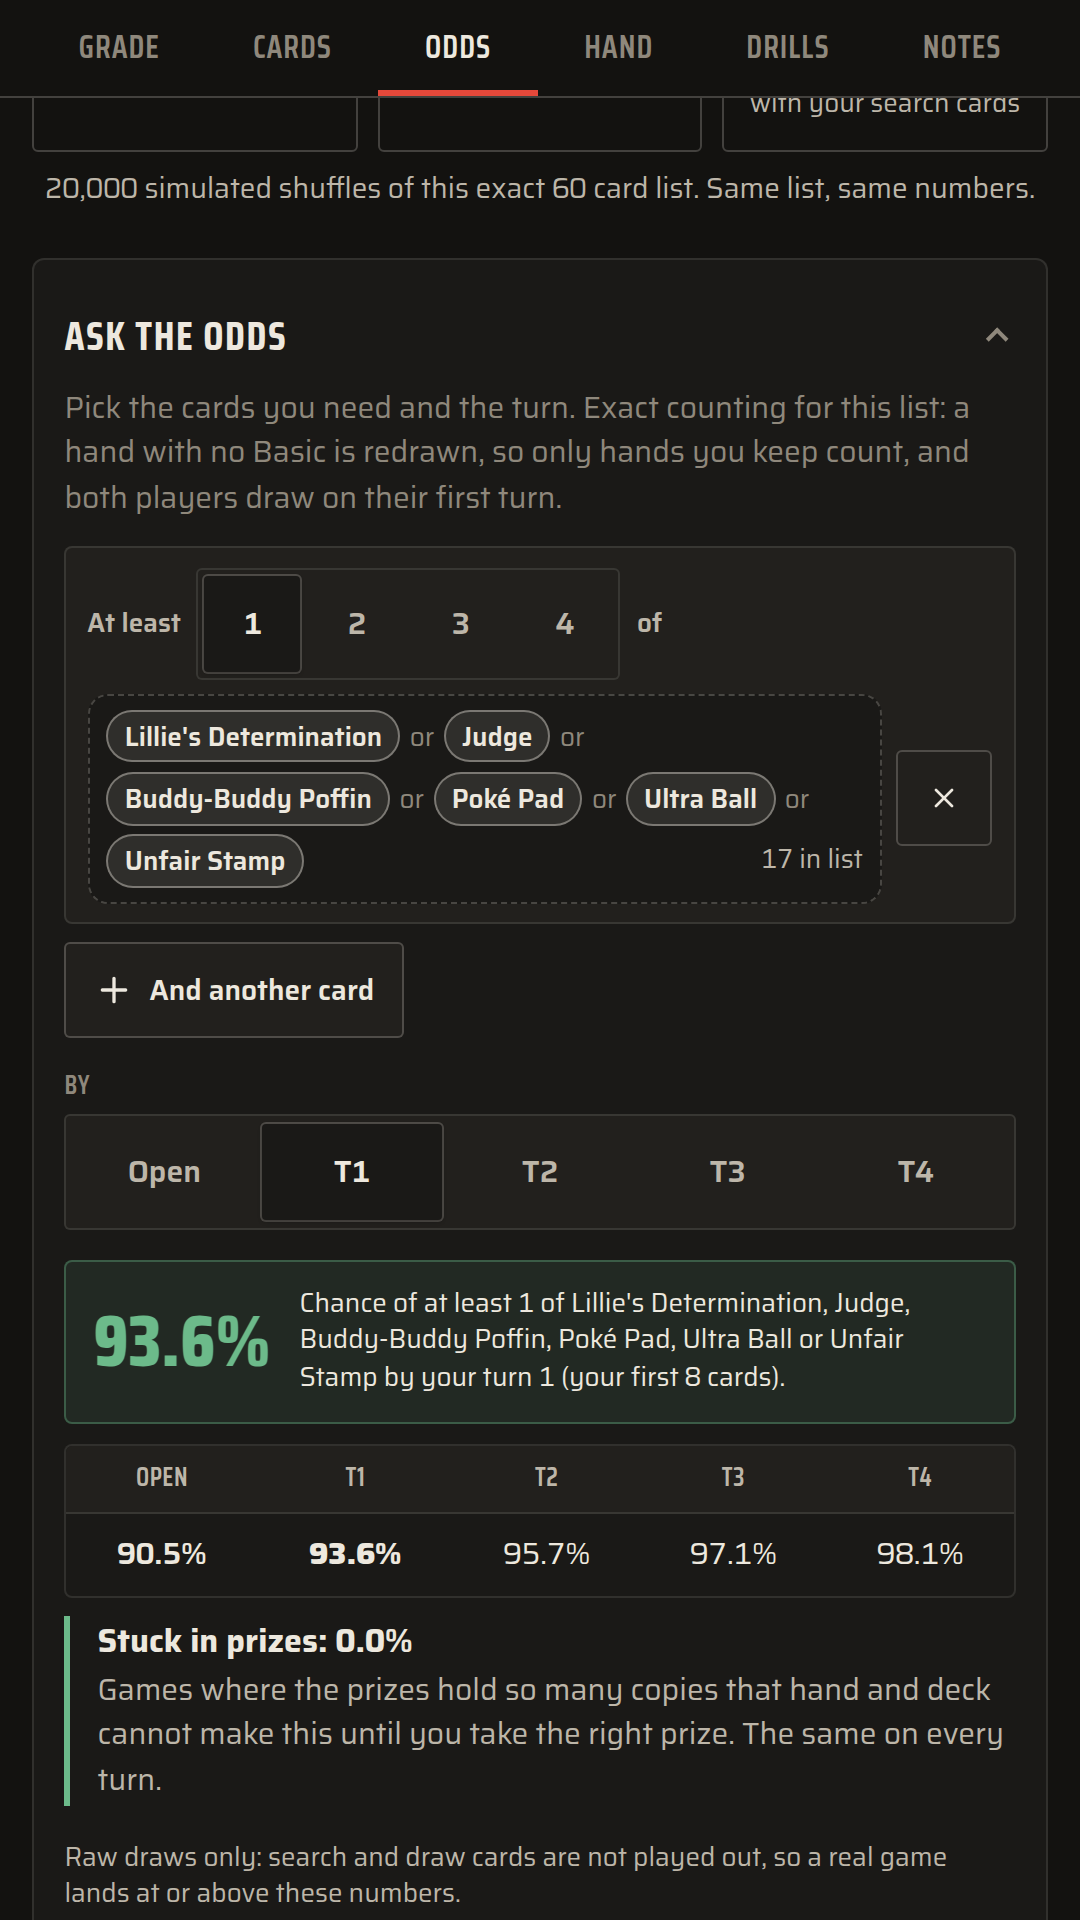 GRADE CARDS ODDS HAND DRILLS NOTES
with your search cards
20,000 simulated shuffles of this exact 60 card list. Same list, same numbers.
ASK THE ODDS
Pick the cards you need and the turn. Exact counting for this list: a
hand with no Basic is redrawn, so only hands you keep count, and
both players draw on their first turn.
At least 1 2 3 4 of
Lillie's Determination or Judge or
Buddy-Buddy Poffin or Poké Pad or Ultra Ball or
Unfair Stamp 17 in list
And another card
BY
Open T1 T2 T3 T4
93.6%
Chance of at least 1 of Lillie's Determination, Judge,
Buddy-Buddy Poffin, Poké Pad, Ultra Ball or Unfair
Stamp by your turn 1 (your first 8 cards).
OPEN T1 T2 T3 T4
90.5% 93.6% 95.7% 97.1% 98.1%
Stuck in prizes: 0.0%
Games where the prizes hold so many copies that hand and deck
cannot make this until you take the right prize. The same on every
turn.
Raw draws only: search and draw cards are not played out, so a real game
lands at or above these numbers.